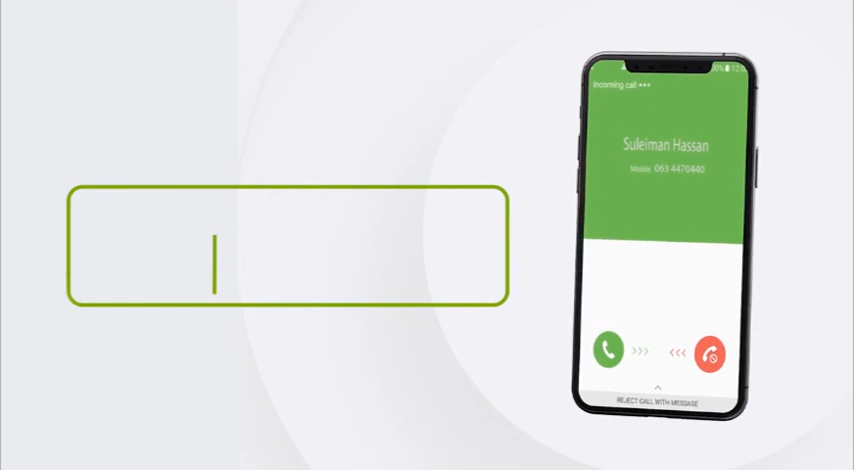 Incoming call •••
Suleiman Hassan
Mobile 063 4470440
REJECT CALL WITH MESSAGE